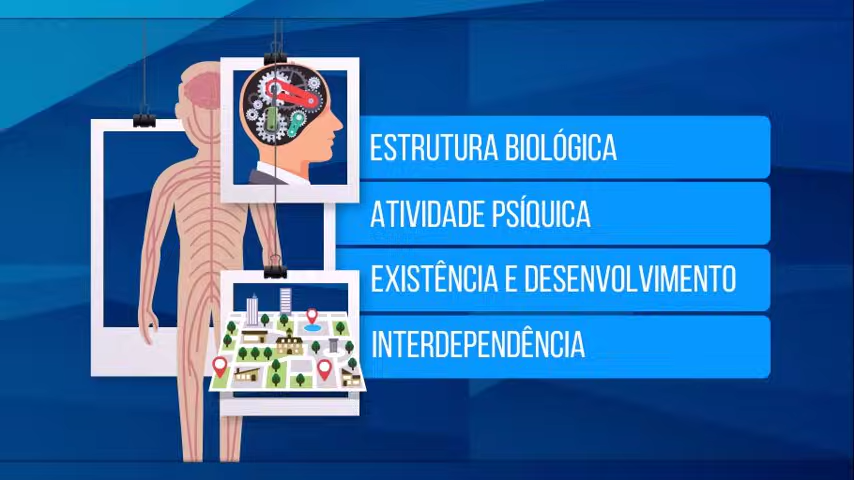 ESTRUTURA BIOLÓGICA
ATIVIDADE PSÍQUICA
EXISTÊNCIA E DESENVOLVIMENTO
INTERDEPENDÊNCIA